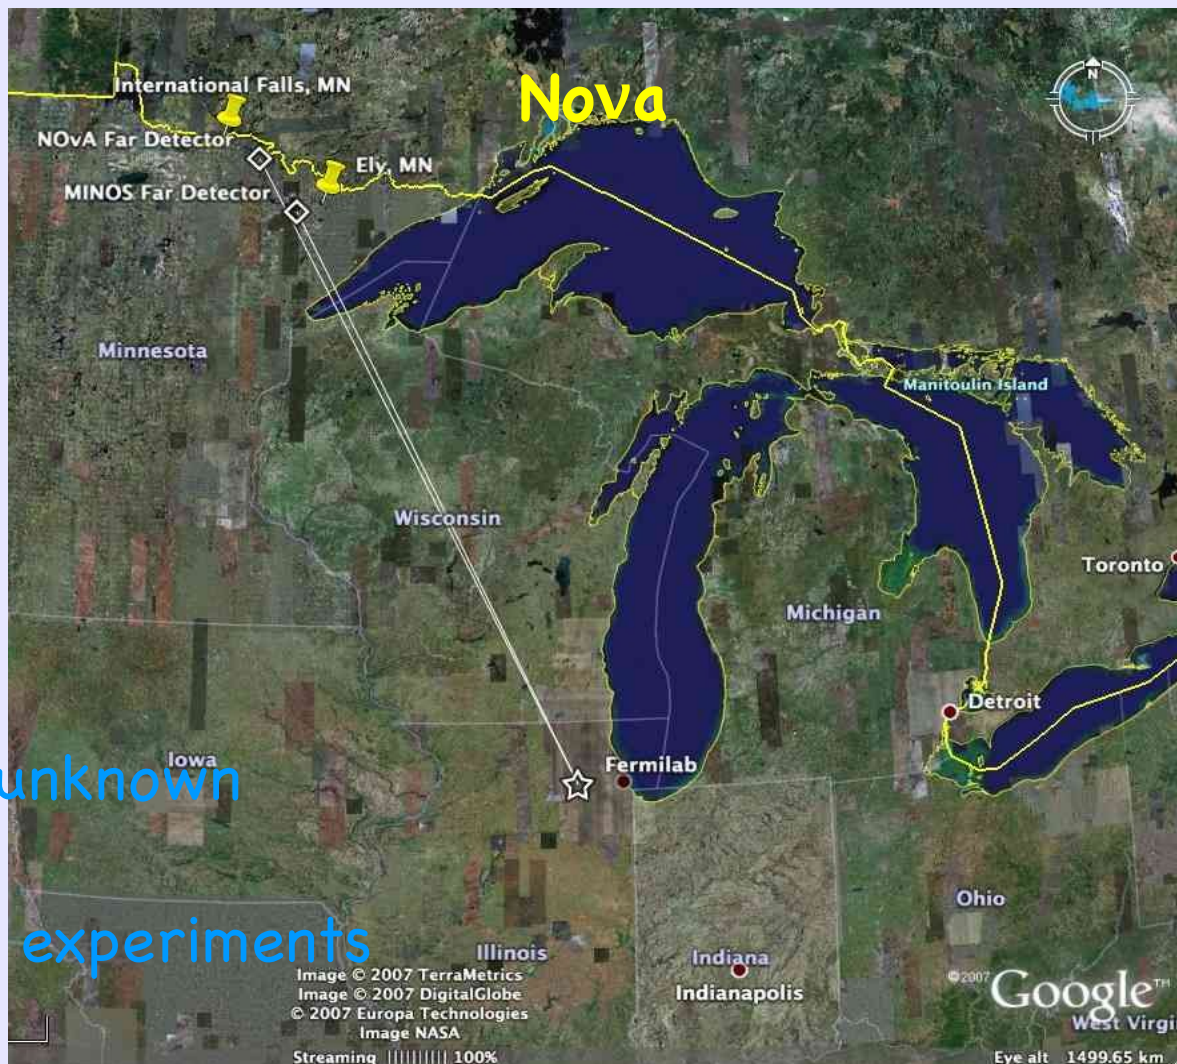 Nova
International Falls, MN
NOvA Far Detector
Ely, MN
MINOS Far Detector
N
Minnesota
Manitoulin Island
Wisconsin
Toronto
Michigan
Detroit
Iowa
Fermilab
unknown
Ohio
experiments
Illinois
Indiana
Indianapolis
Image © 2007 TerraMetrics
Image © 2007 DigitalGlobe
© 2007 Europa Technologies
Image NASA
©2007 Google™
West Virgi
Streaming |||||||||| 100%
Eye alt 1499.65 km